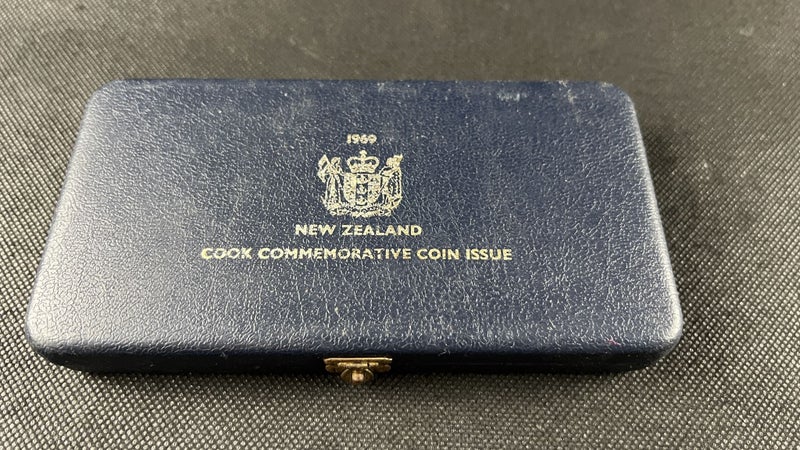 1969
NEW ZEALAND
COOK COMMEMORATIVE COIN ISSUE